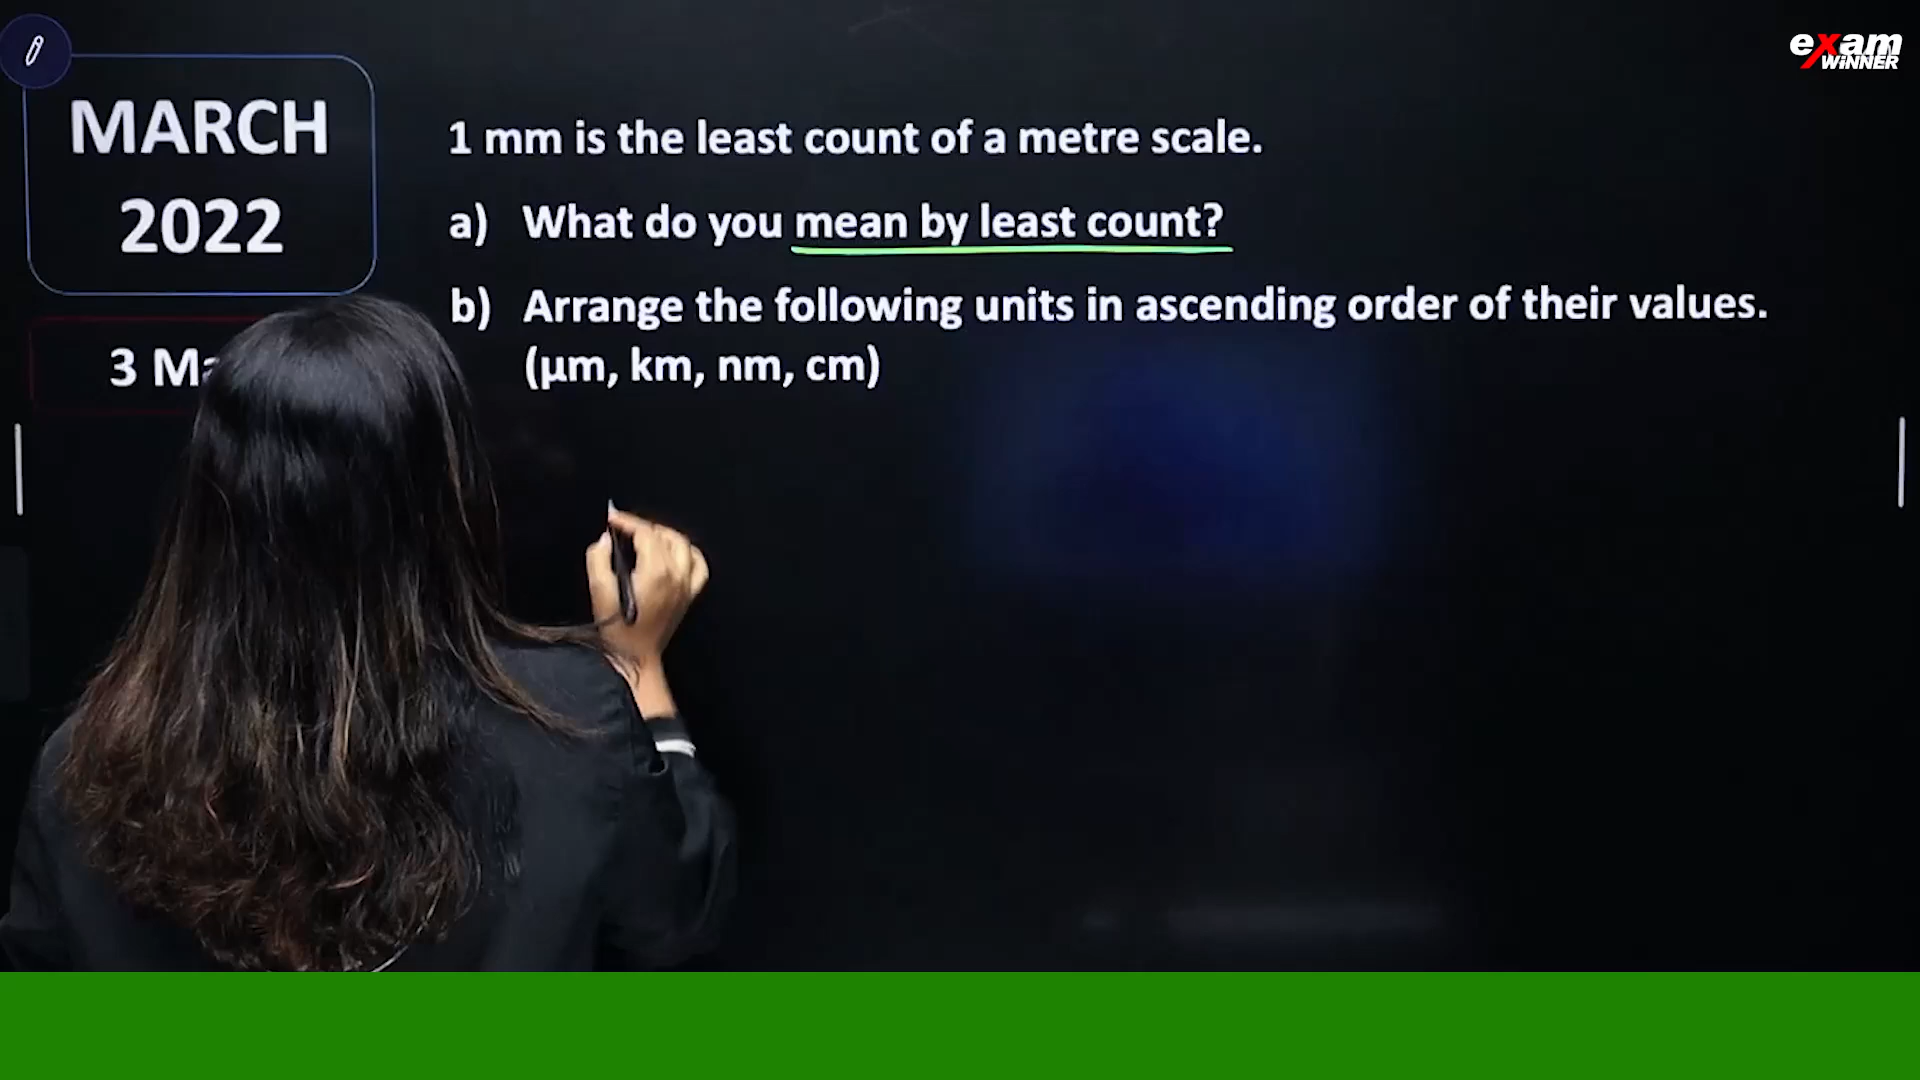 exam
WiNNER
MARCH
2022
1 mm is the least count of a metre scale.
a) What do you mean by least count?
b) Arrange the following units in ascending order of their values.
(μm, km, nm, cm)
3